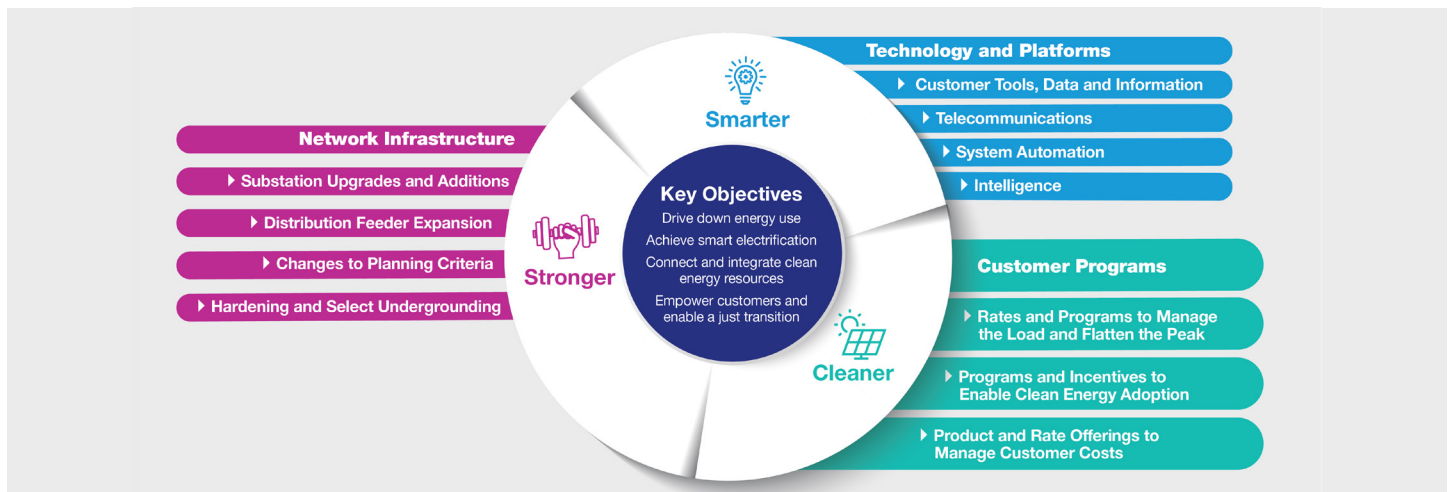 Network Infrastructure
Substation Upgrades and Additions
Distribution Feeder Expansion
Changes to Planning Criteria
Hardening and Select Undergrounding
Stronger
Smarter
Key Objectives
Drive down energy use
Achieve smart electrification
Connect and integrate clean
energy resources
Empower customers and
enable a just transition
Cleaner
Technology and Platforms
Customer Tools, Data and Information
Telecommunications
System Automation
Intelligence
Customer Programs
Rates and Programs to Manage
the Load and Flatten the Peak
Programs and Incentives to
Enable Clean Energy Adoption
Product and Rate Offerings to
Manage Customer Costs